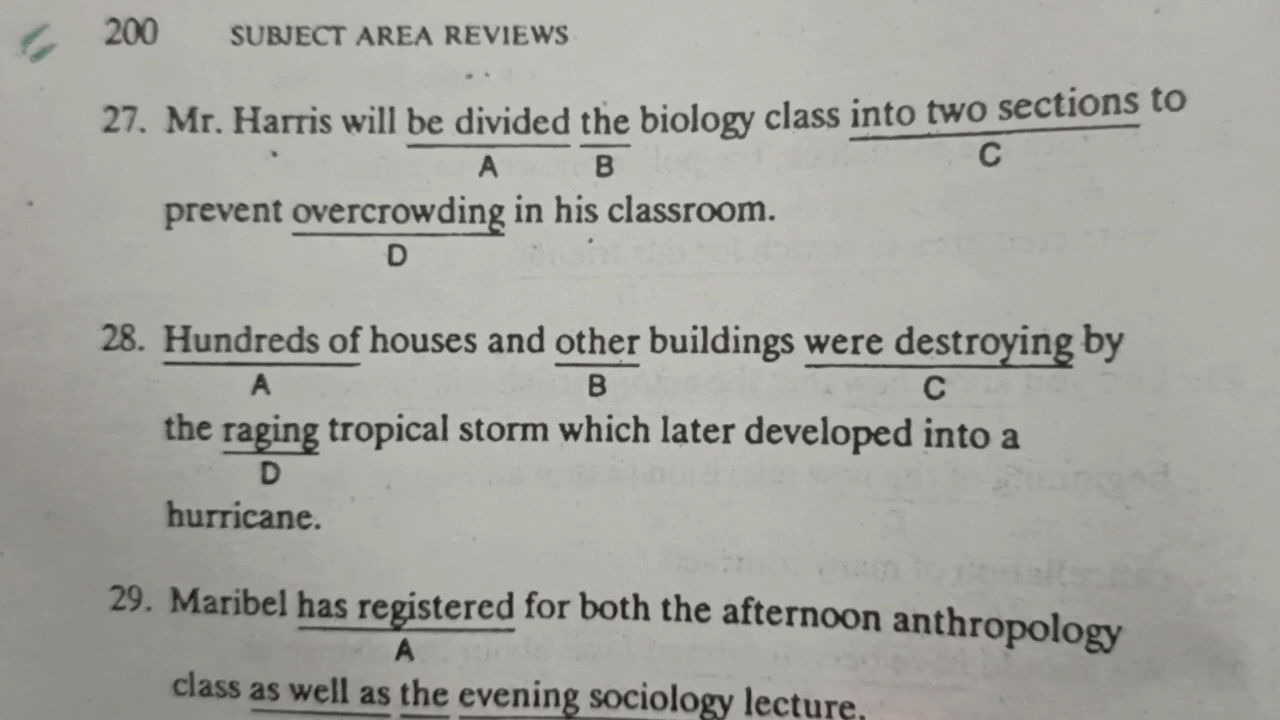 200 SUBJECT AREA REVIEWS
27. Mr. Harris will be divided the biology class into two sections to
A B C
prevent overcrowding in his classroom.
D
28. Hundreds of houses and other buildings were destroying by
A B C
the raging tropical storm which later developed into a
D
hurricane.
29. Maribel has registered for both the afternoon anthropology
A
class as well as the evening sociology lecture.